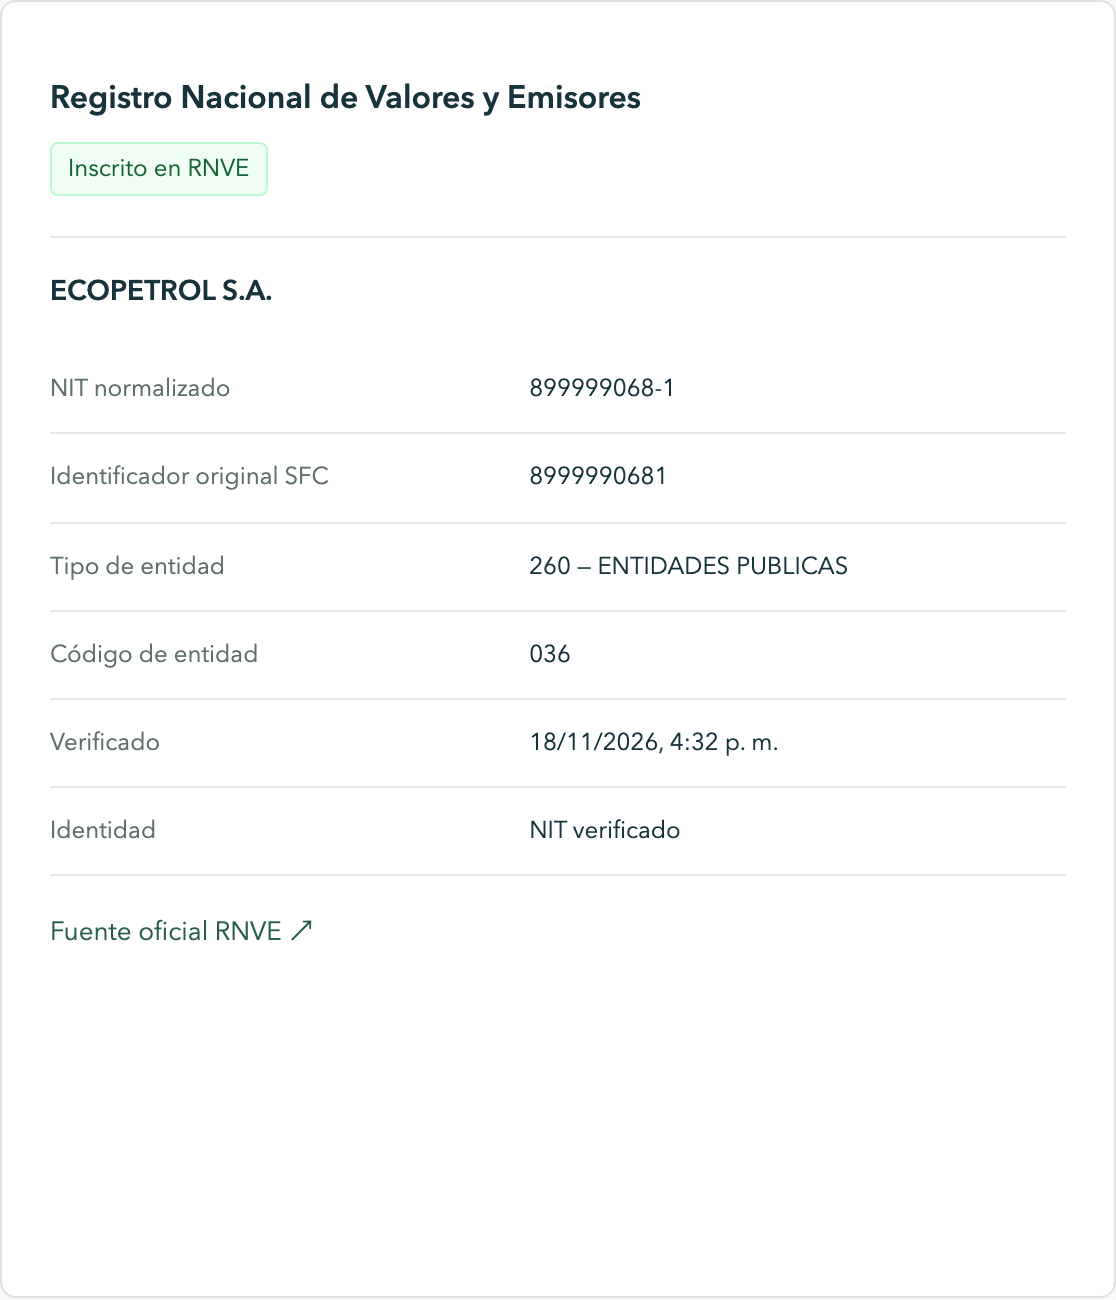 Registro Nacional de Valores y Emisores
Inscrito en RNVE
ECOPETROL S.A.
NIT normalizado 899999068-1
Identificador original SFC 8999990681
Tipo de entidad 260 – ENTIDADES PUBLICAS
Código de entidad 036
Verificado 18/11/2026, 4:32 p. m.
Identidad NIT verificado
Fuente oficial RNVE ↗